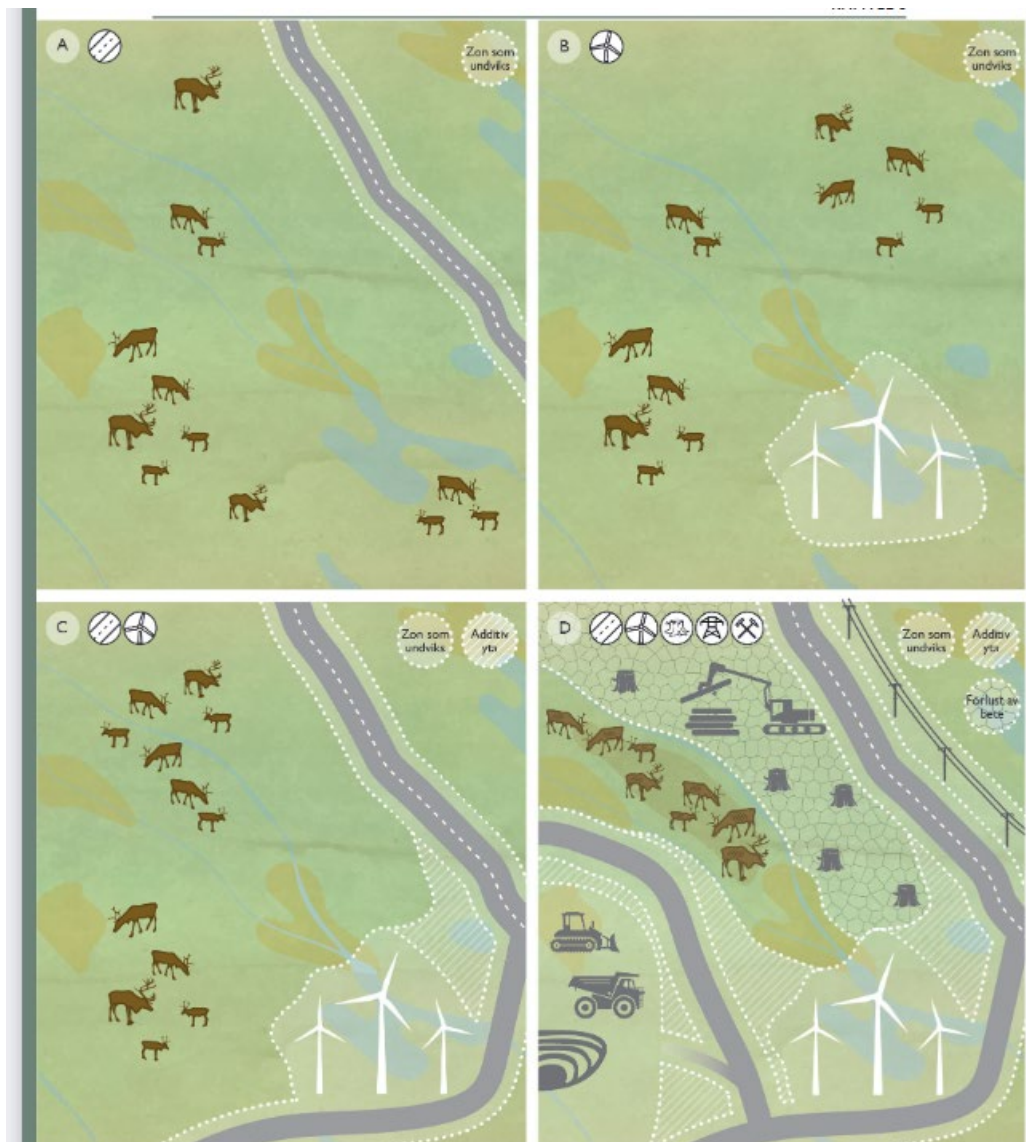 A
Zon som
undviks
B
Zon som
undviks
C
Zon som
undviks
Additiv
yta
D
Zon som
undviks
Additiv
yta
Förlust av
bete